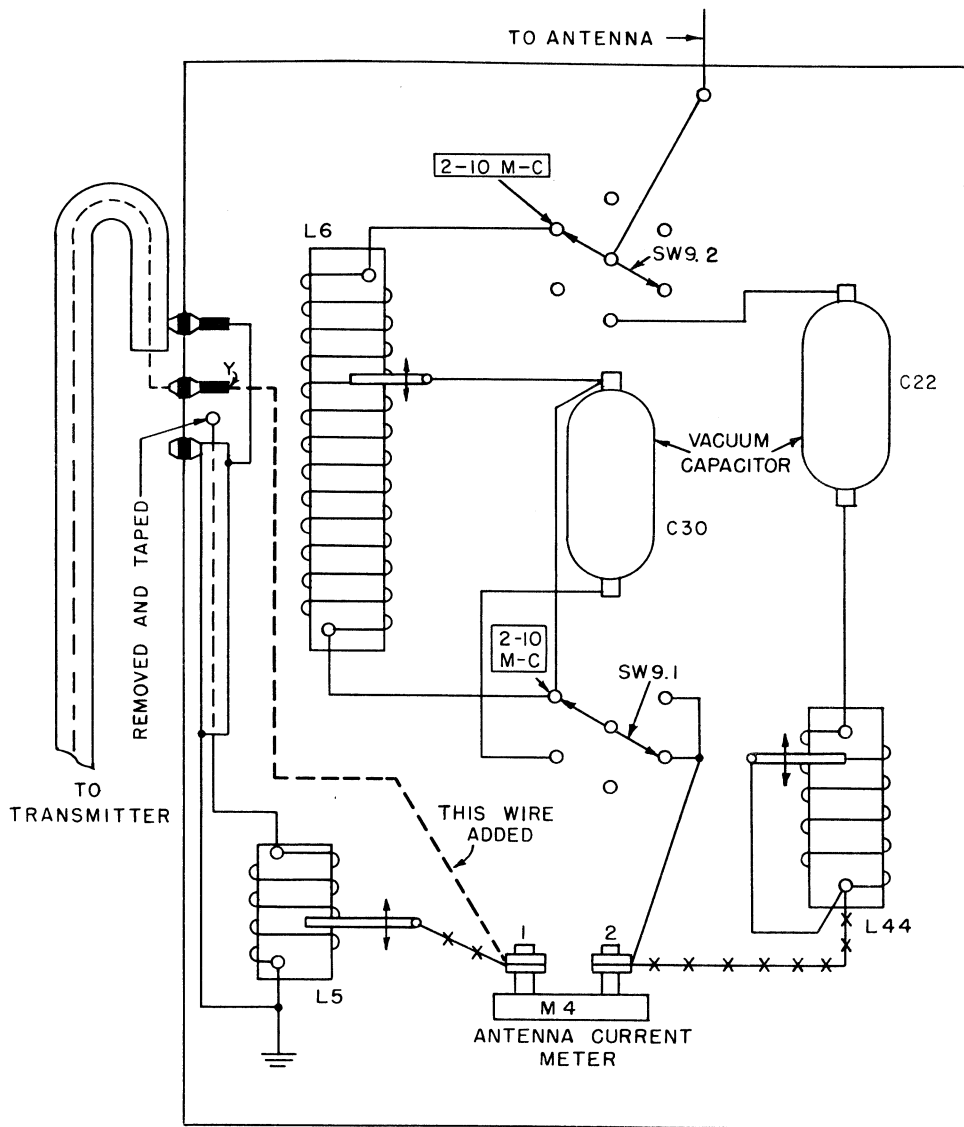 TO ANTENNA
2-10 M-C
L6
SW9.2
C22
Y
VACUUM
CAPACITOR
REMOVED AND TAPED
C30
2-10
M-C
SW9.1
TO
TRANSMITTER
THIS WIRE
ADDED
L44
1
2
L5
M4
ANTENNA CURRENT
METER